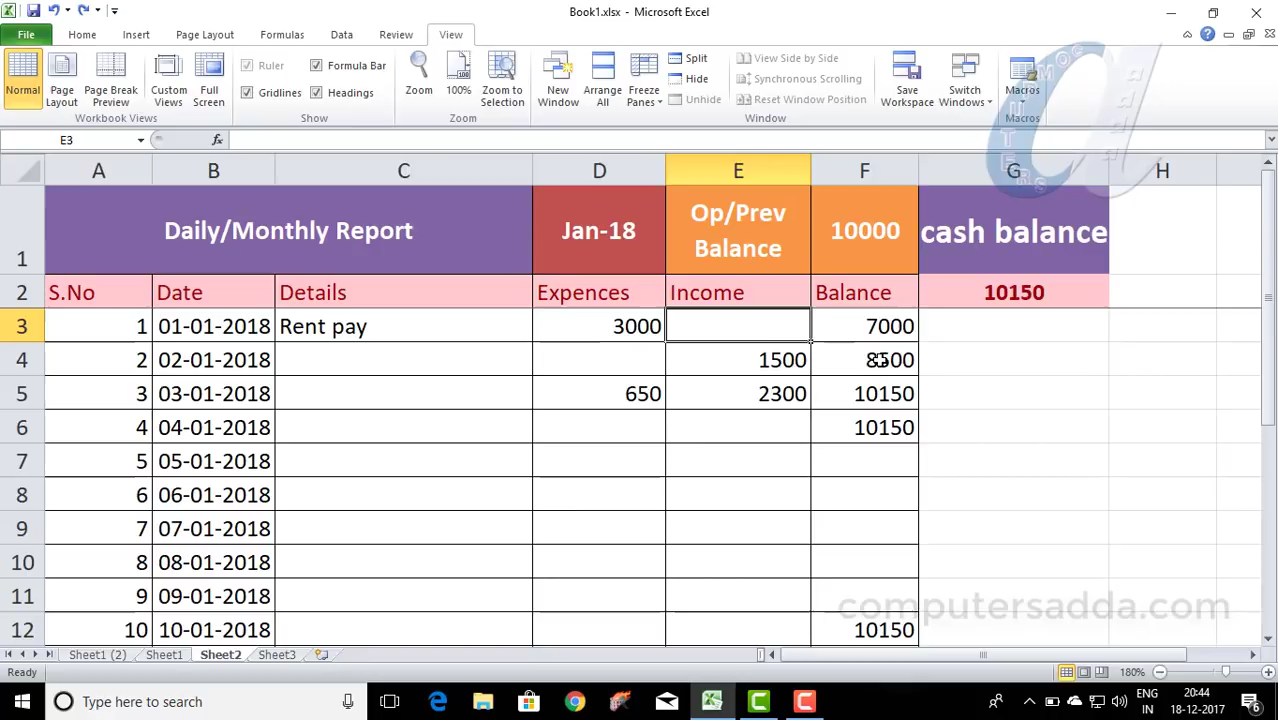 Book1.xlsx - Microsoft Excel
File Home Insert Page Layout Formulas Data Review View
Normal Page Layout Page Break Preview Custom Views Full Screen
Ruler Formula Bar
Gridlines Headings
Workbook Views Show
Zoom 100% Zoom to Selection
Zoom
New Window Arrange All Freeze Panes
Split
Hide
Unhide
View Side by Side
Synchronous Scrolling
Reset Window Position
Window
Save Workspace Switch Windows
Macros
Macros
E3 fx
A B C D E F G H
1 Daily/Monthly Report Jan-18 Op/Prev Balance 10000 cash balance
2 S.No Date Details Expences Income Balance 10150
3 1 01-01-2018 Rent pay 3000 7000
4 2 02-01-2018 1500 8500
5 3 03-01-2018 650 2300 10150
6 4 04-01-2018 10150
7 5 05-01-2018
8 6 06-01-2018
9 7 07-01-2018
10 8 08-01-2018
11 9 09-01-2018
12 10 10-01-2018 10150
computersadda.com
Sheet1 (2) Sheet1 Sheet2 Sheet3
Ready 180%
Type here to search
ENG 20:44
IN 18-12-2017 6